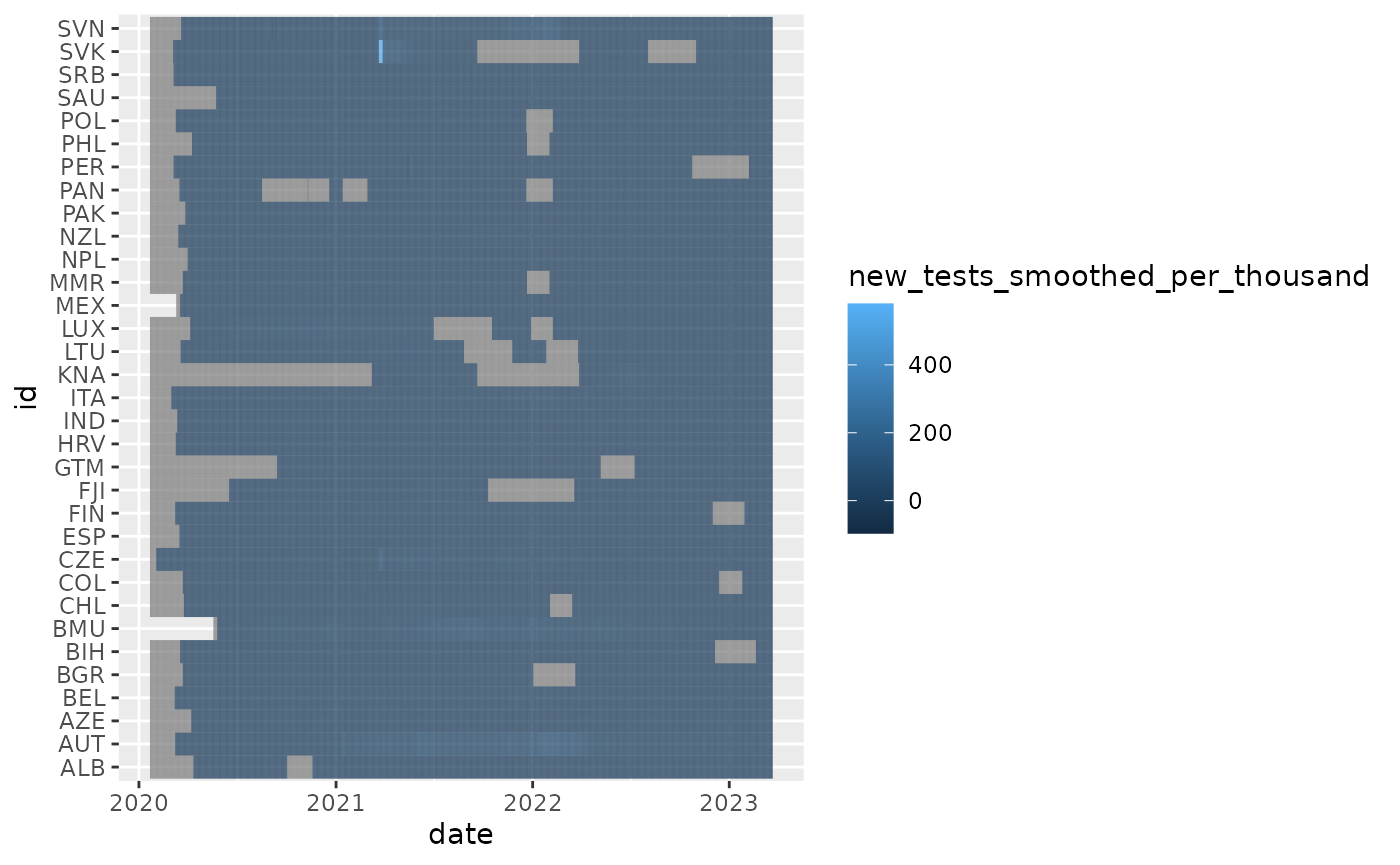 SVN
SVK
SRB
SAU
POL
PHL
PER
PAN
PAK
NZL
NPL
MMR
MEX
LUX
LTU
KNA
ITA
IND
HRV
GTM
FJI
FIN
ESP
CZE
COL
CHL
BMU
BIH
BGR
BEL
AZE
AUT
ALB
id
2020 2021 2022 2023
date
new_tests_smoothed_per_thousand
400
200
0